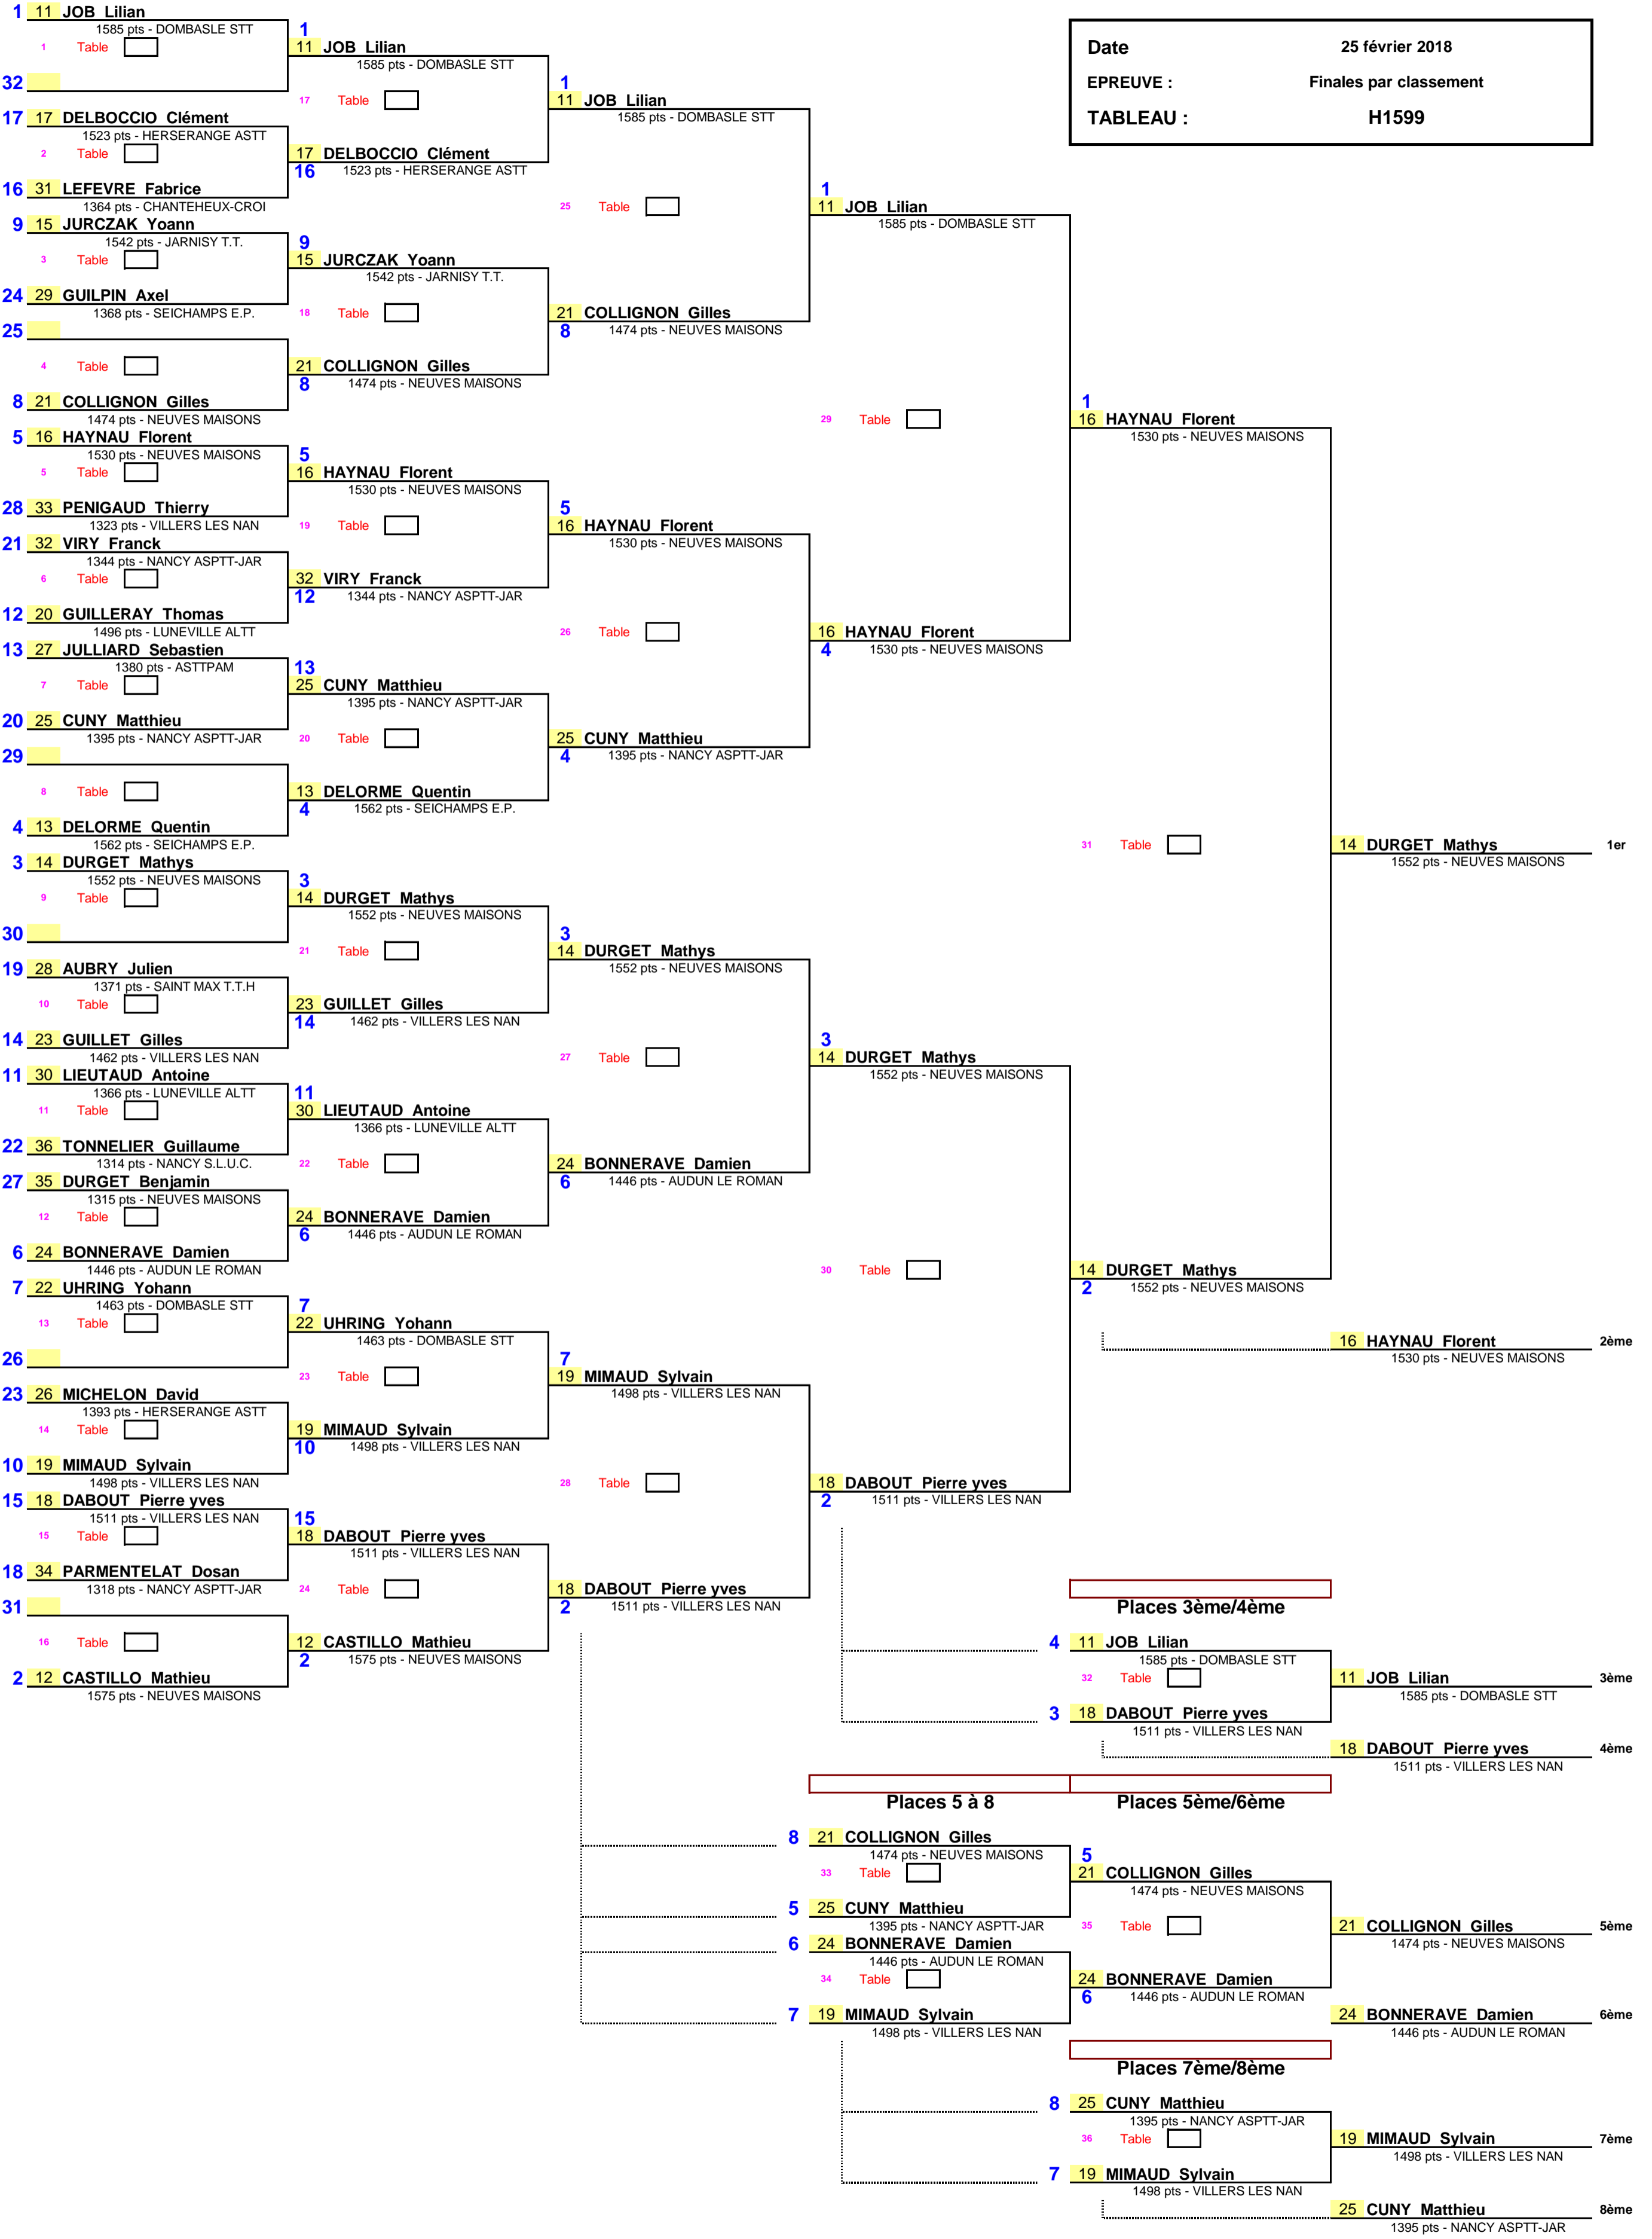 Date 25 février 2018
EPREUVE : Finales par classement
TABLEAU : H1599
1 11 JOB Lilian
1585 pts - DOMBASLE STT
1 Table
32
17 17 DELBOCCIO Clément
1523 pts - HERSERANGE ASTT
2 Table
16 31 LEFEVRE Fabrice
1364 pts - CHANTEHEUX-CROI
9 15 JURCZAK Yoann
1542 pts - JARNISY T.T.
3 Table
24 29 GUILPIN Axel
1368 pts - SEICHAMPS E.P.
25
4 Table
8 21 COLLIGNON Gilles
1474 pts - NEUVES MAISONS
5 16 HAYNAU Florent
1530 pts - NEUVES MAISONS
5 Table
28 33 PENIGAUD Thierry
1323 pts - VILLERS LES NAN
21 32 VIRY Franck
1344 pts - NANCY ASPTT-JAR
6 Table
12 20 GUILLERAY Thomas
1496 pts - LUNEVILLE ALTT
13 27 JULLIARD Sebastien
1380 pts - ASTTPAM
7 Table
20 25 CUNY Matthieu
1395 pts - NANCY ASPTT-JAR
29
8 Table
4 13 DELORME Quentin
1562 pts - SEICHAMPS E.P.
3 14 DURGET Mathys
1552 pts - NEUVES MAISONS
9 Table
30
19 28 AUBRY Julien
1371 pts - SAINT MAX T.T.H
10 Table
14 23 GUILLET Gilles
1462 pts - VILLERS LES NAN
11 30 LIEUTAUD Antoine
1366 pts - LUNEVILLE ALTT
11 Table
22 36 TONNELIER Guillaume
1314 pts - NANCY S.L.U.C.
27 35 DURGET Benjamin
1315 pts - NEUVES MAISONS
12 Table
6 24 BONNERAVE Damien
1446 pts - AUDUN LE ROMAN
7 22 UHRING Yohann
1463 pts - DOMBASLE STT
13 Table
26
23 26 MICHELON David
1393 pts - HERSERANGE ASTT
14 Table
10 19 MIMAUD Sylvain
1498 pts - VILLERS LES NAN
15 18 DABOUT Pierre yves
1511 pts - VILLERS LES NAN
15 Table
18 34 PARMENTELAT Dosan
1318 pts - NANCY ASPTT-JAR
31
16 Table
2 12 CASTILLO Mathieu
1575 pts - NEUVES MAISONS
1
11 JOB Lilian
1585 pts - DOMBASLE STT
17 Table
17 DELBOCCIO Clément
16 1523 pts - HERSERANGE ASTT
9
15 JURCZAK Yoann
1542 pts - JARNISY T.T.
18 Table
21 COLLIGNON Gilles
8 1474 pts - NEUVES MAISONS
5
16 HAYNAU Florent
1530 pts - NEUVES MAISONS
19 Table
32 VIRY Franck
12 1344 pts - NANCY ASPTT-JAR
13
25 CUNY Matthieu
1395 pts - NANCY ASPTT-JAR
20 Table
13 DELORME Quentin
4 1562 pts - SEICHAMPS E.P.
3
14 DURGET Mathys
1552 pts - NEUVES MAISONS
21 Table
23 GUILLET Gilles
14 1462 pts - VILLERS LES NAN
11
30 LIEUTAUD Antoine
1366 pts - LUNEVILLE ALTT
22 Table
24 BONNERAVE Damien
6 1446 pts - AUDUN LE ROMAN
7
22 UHRING Yohann
1463 pts - DOMBASLE STT
23 Table
19 MIMAUD Sylvain
10 1498 pts - VILLERS LES NAN
15
18 DABOUT Pierre yves
1511 pts - VILLERS LES NAN
24 Table
12 CASTILLO Mathieu
2 1575 pts - NEUVES MAISONS
1
11 JOB Lilian
1585 pts - DOMBASLE STT
25 Table
21 COLLIGNON Gilles
8 1474 pts - NEUVES MAISONS
5
16 HAYNAU Florent
1530 pts - NEUVES MAISONS
26 Table
25 CUNY Matthieu
4 1395 pts - NANCY ASPTT-JAR
3
14 DURGET Mathys
1552 pts - NEUVES MAISONS
27 Table
24 BONNERAVE Damien
6 1446 pts - AUDUN LE ROMAN
7
19 MIMAUD Sylvain
1498 pts - VILLERS LES NAN
28 Table
18 DABOUT Pierre yves
2 1511 pts - VILLERS LES NAN
1
11 JOB Lilian
1585 pts - DOMBASLE STT
29 Table
16 HAYNAU Florent
4 1530 pts - NEUVES MAISONS
3
14 DURGET Mathys
1552 pts - NEUVES MAISONS
30 Table
18 DABOUT Pierre yves
2 1511 pts - VILLERS LES NAN
1
16 HAYNAU Florent
1530 pts - NEUVES MAISONS
31 Table
14 DURGET Mathys
2 1552 pts - NEUVES MAISONS
14 DURGET Mathys 1er
1552 pts - NEUVES MAISONS
16 HAYNAU Florent 2ème
1530 pts - NEUVES MAISONS
Places 3ème/4ème
4 11 JOB Lilian
1585 pts - DOMBASLE STT
32 Table
3 18 DABOUT Pierre yves
1511 pts - VILLERS LES NAN
11 JOB Lilian 3ème
1585 pts - DOMBASLE STT
18 DABOUT Pierre yves 4ème
1511 pts - VILLERS LES NAN
Places 5 à 8
8 21 COLLIGNON Gilles
1474 pts - NEUVES MAISONS
33 Table
5 25 CUNY Matthieu
1395 pts - NANCY ASPTT-JAR
6 24 BONNERAVE Damien
1446 pts - AUDUN LE ROMAN
34 Table
7 19 MIMAUD Sylvain
1498 pts - VILLERS LES NAN
Places 5ème/6ème
5
21 COLLIGNON Gilles
1474 pts - NEUVES MAISONS
35 Table
24 BONNERAVE Damien
6 1446 pts - AUDUN LE ROMAN
21 COLLIGNON Gilles 5ème
1474 pts - NEUVES MAISONS
24 BONNERAVE Damien 6ème
1446 pts - AUDUN LE ROMAN
Places 7ème/8ème
8 25 CUNY Matthieu
1395 pts - NANCY ASPTT-JAR
36 Table
7 19 MIMAUD Sylvain
1498 pts - VILLERS LES NAN
19 MIMAUD Sylvain 7ème
1498 pts - VILLERS LES NAN
25 CUNY Matthieu 8ème
1395 pts - NANCY ASPTT-JAR